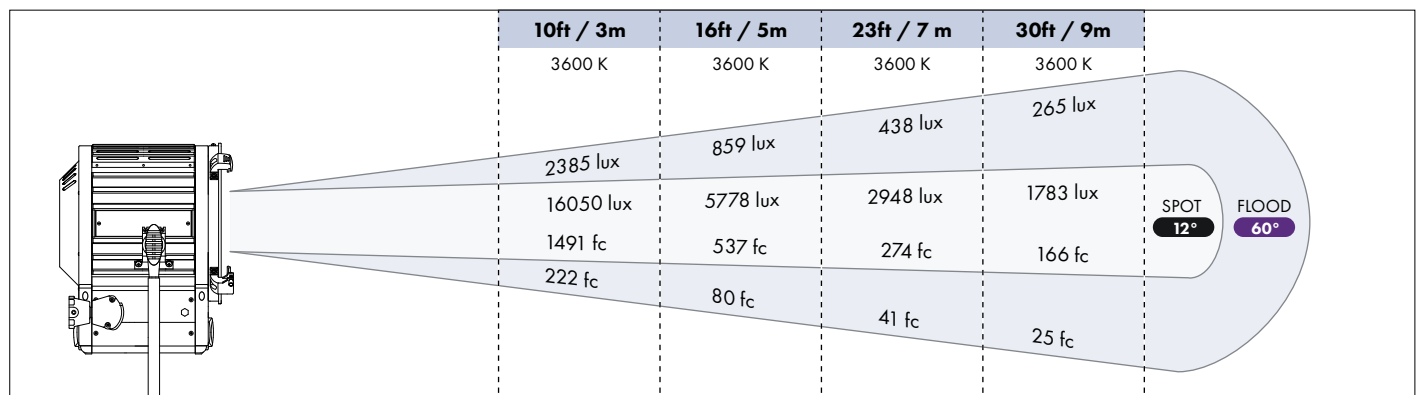 10ft / 3m 16ft / 5m 23ft / 7 m 30ft / 9m
3600 K 3600 K 3600 K 3600 K
2385 lux 859 lux 438 lux 265 lux
16050 lux 5778 lux 2948 lux 1783 lux
SPOT FLOOD
12° 60°
1491 fc 537 fc 274 fc 166 fc
222 fc 80 fc 41 fc 25 fc